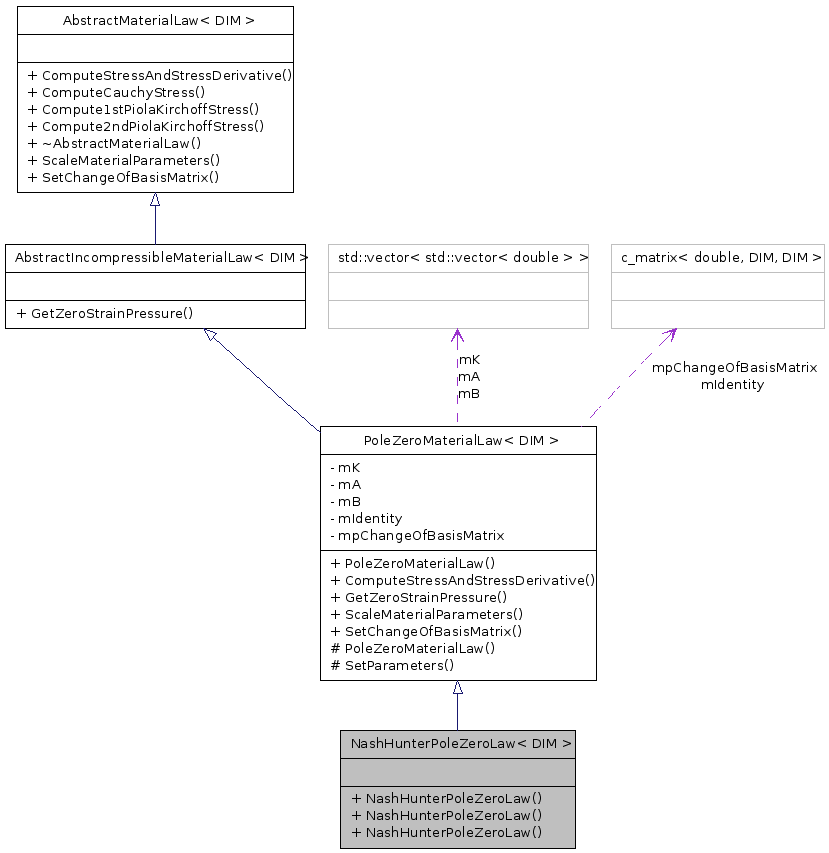 AbstractMaterialLaw< DIM >
+ ComputeStressAndStressDerivative()
+ ComputeCauchyStress()
+ Compute1stPiolaKirchoffStress()
+ Compute2ndPiolaKirchoffStress()
+ ~AbstractMaterialLaw()
+ ScaleMaterialParameters()
+ SetChangeOfBasisMatrix()
AbstractIncompressibleMaterialLaw< DIM >
+ GetZeroStrainPressure()
std::vector< std::vector< double > >
c_matrix< double, DIM, DIM >
mK
mA
mB
mpChangeOfBasisMatrix
mIdentity
PoleZeroMaterialLaw< DIM >
- mK
- mA
- mB
- mIdentity
- mpChangeOfBasisMatrix
+ PoleZeroMaterialLaw()
+ ComputeStressAndStressDerivative()
+ GetZeroStrainPressure()
+ ScaleMaterialParameters()
+ SetChangeOfBasisMatrix()
# PoleZeroMaterialLaw()
# SetParameters()
NashHunterPoleZeroLaw< DIM >
+ NashHunterPoleZeroLaw()
+ NashHunterPoleZeroLaw()
+ NashHunterPoleZeroLaw()